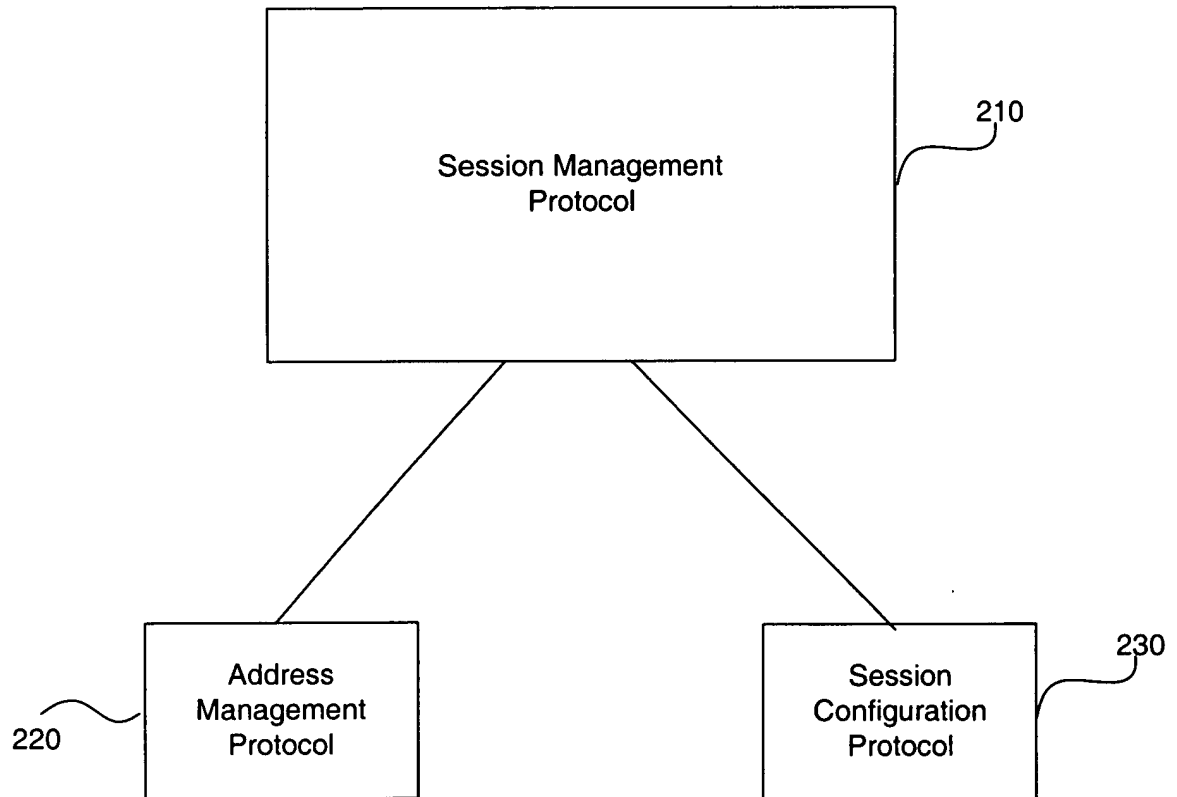 210
Session Management
Protocol
230
Address
Management
Protocol
Session
Configuration
Protocol
220